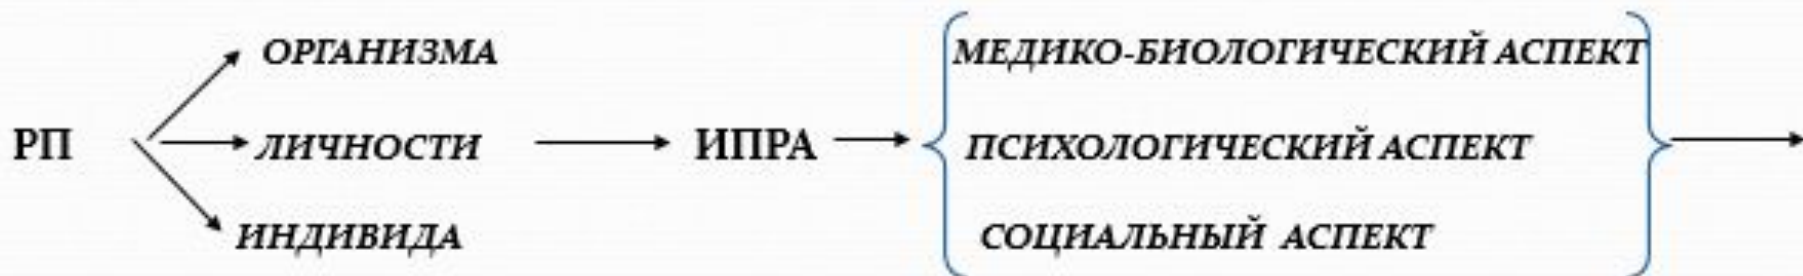 ОРГАНИЗМА
РП
ЛИЧНОСТИ
ИНДИВИДА
ИПРА
МЕДИКО-БИОЛОГИЧЕСКИЙ АСПЕКТ
ПСИХОЛОГИЧЕСКИЙ АСПЕКТ
СОЦИАЛЬНЫЙ АСПЕКТ